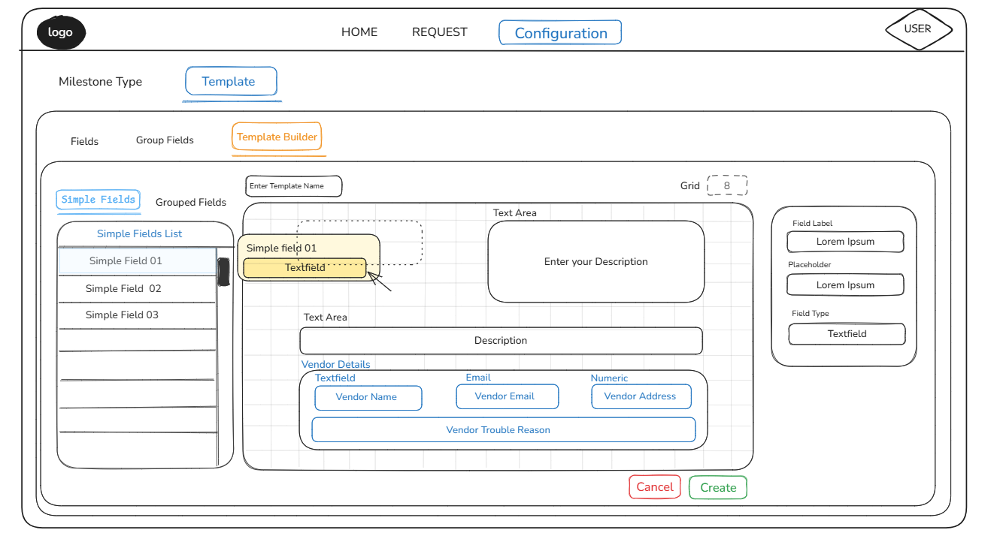 logo
HOME
REQUEST
Configuration
USER
Milestone Type
Template
Fields
Group Fields
Template Builder
Enter Template Name
Grid
8
Simple Fields
Grouped Fields
Simple Fields List
Simple Field 01
Simple Field 02
Simple Field 03
Simple field 01
Textfield
Text Area
Enter your Description
Text Area
Description
Vendor Details
Textfield
Email
Numeric
Vendor Name
Vendor Email
Vendor Address
Vendor Trouble Reason
Field Label
Lorem Ipsum
Placeholder
Lorem Ipsum
Field Type
Textfield
Cancel
Create